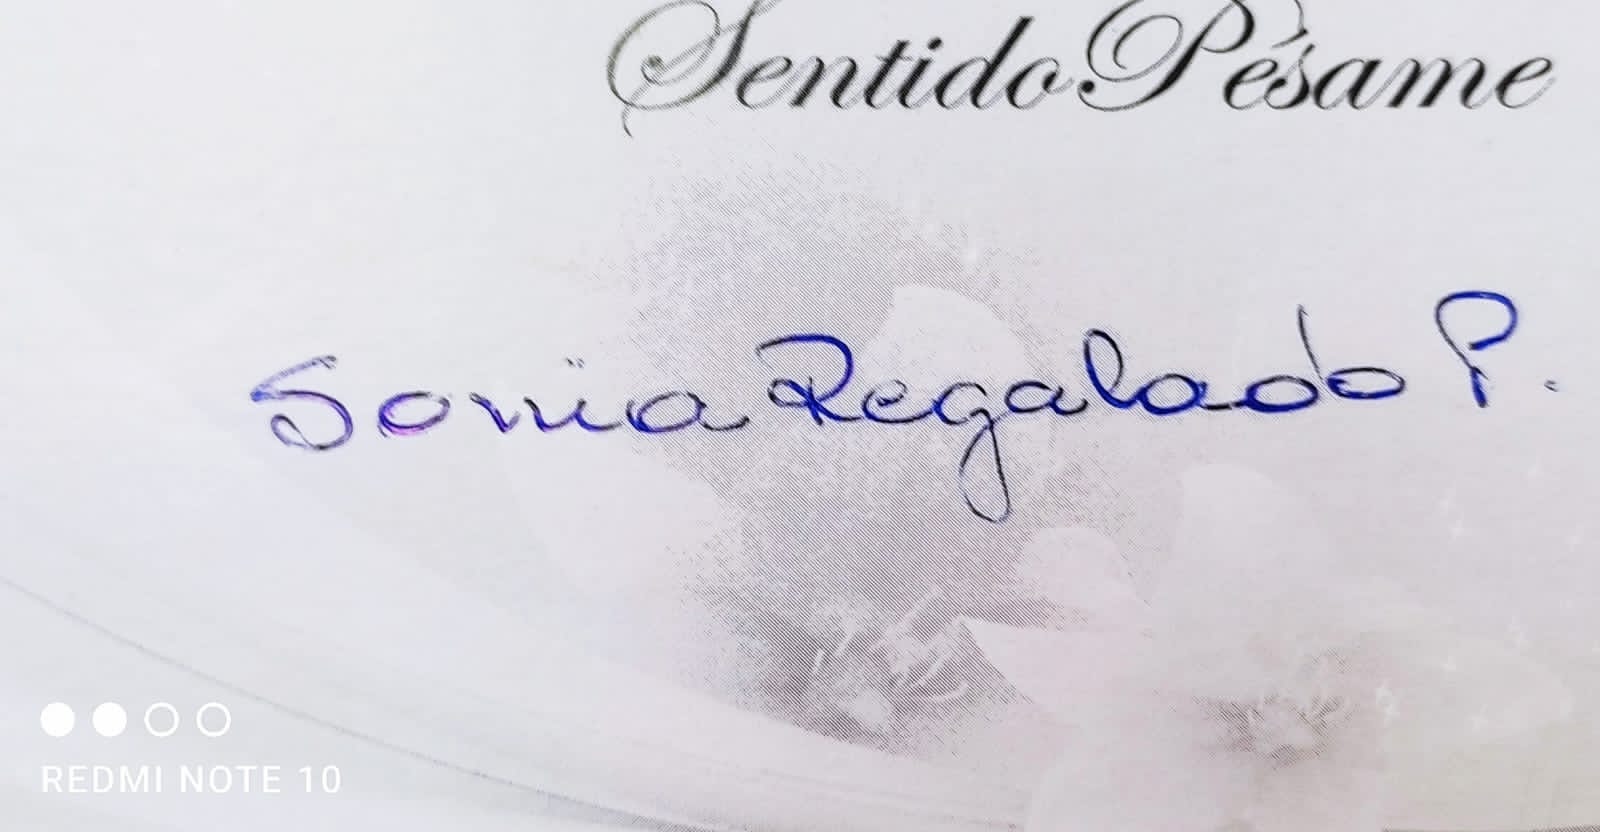 Sentido Pésame
Sonia Regalado P.
REDMI NOTE 10